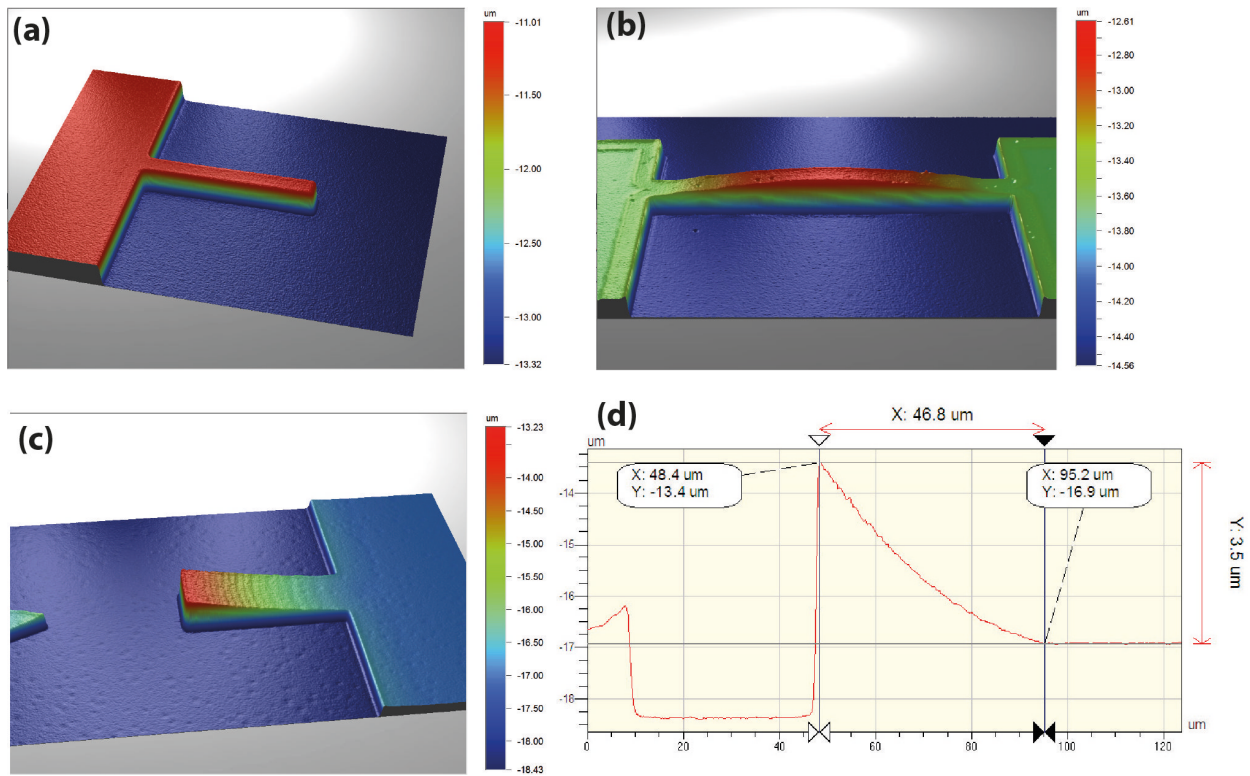 (a)
um
-11.01
-11.50
-12.00
-12.50
-13.00
-13.32
(b)
um
-12.61
-12.80
-13.00
-13.20
-13.40
-13.60
-13.80
-14.00
-14.20
-14.40
-14.56
(c)
um
-13.23
-14.00
-14.50
-15.00
-15.50
-16.00
-16.50
-17.00
-17.50
-18.00
-18.43
(d)
X: 46.8 um
um
X: 48.4 um
Y: -13.4 um
X: 95.2 um
Y: -16.9 um
Y: 3.5 um
-14
-15
-16
-17
-18
um
0
20
40
60
80
100
120